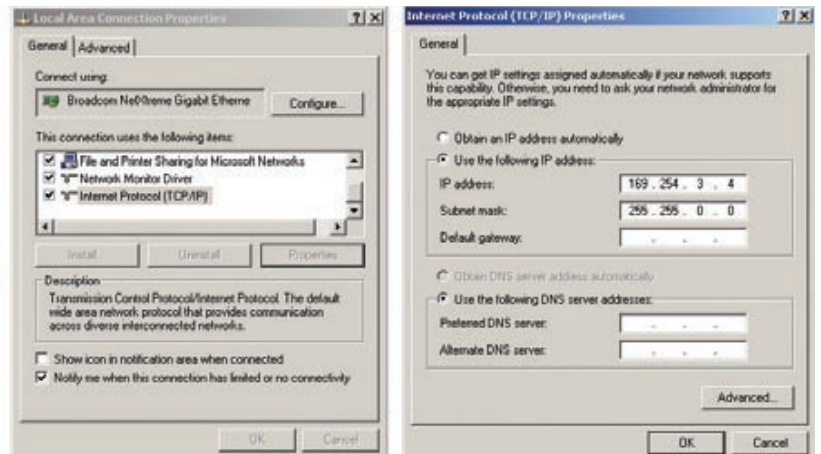 Local Area Connection Properties
General
Advanced
Connect using:
Broadcom NetXtreme Gigabit Etherne
Configure...
This connection uses the following items:
File and Printer Sharing for Microsoft Networks
Network Monitor Driver
Internet Protocol (TCP/IP)
Install...
Uninstall
Properties
Description
Transmission Control Protocol/Internet Protocol. The default
wide area network protocol that provides communication
across diverse interconnected networks.
Show icon in notification area when connected
Notify me when this connection has limited or no connectivity
OK
Cancel
Internet Protocol (TCP/IP) Properties
General
You can get IP settings assigned automatically if your network supports
this capability. Otherwise, you need to ask your network administrator for
the appropriate IP settings.
Obtain an IP address automatically
Use the following IP address:
IP address:
169 . 254 . 3 . 4
Subnet mask:
255 . 255 . 0 . 0
Default gateway:
. . .
Obtain DNS server address automatically
Use the following DNS server addresses:
Preferred DNS server:
. . .
Alternate DNS server:
. . .
Advanced...
OK
Cancel